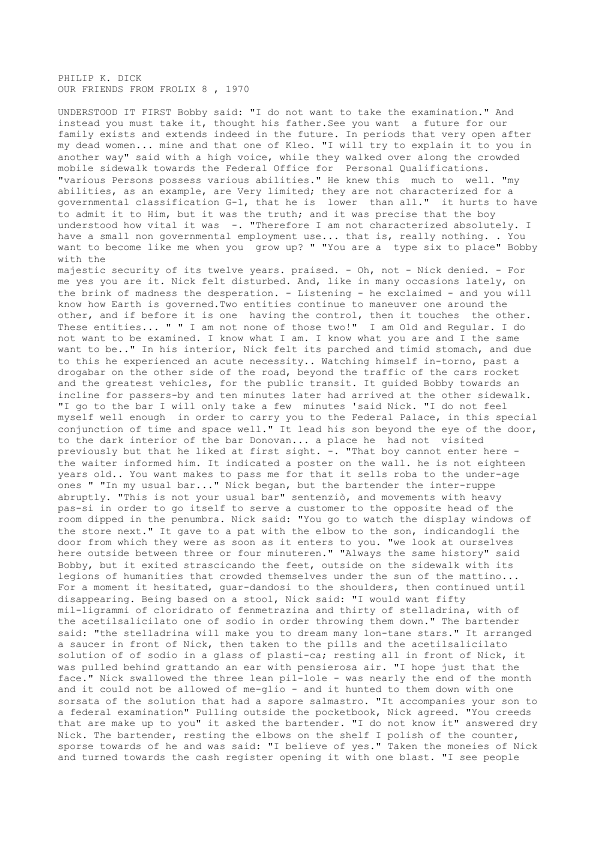 PHILIP K. DICK
OUR FRIENDS FROM FROLIX 8 , 1970
UNDERSTOOD IT FIRST Bobby said: "I do not want to take the examination." And
instead you must take it, thought his father.See you want  a future for our
family exists and extends indeed in the future. In periods that very open after
my dead women... mine and that one of Kleo. "I will try to explain it to you in
another way" said with a high voice, while they walked over along the crowded
mobile sidewalk towards the Federal Office for  Personal Qualifications.
"various Persons possess various abilities." He knew this  much to  well. "my
abilities, as an example, are Very limited; they are not characterized for a
governmental classification G-1, that he is  lower  than all."  it hurts to have
to admit it to Him, but it was the truth; and it was precise that the boy
understood how vital it was  -. "Therefore I am not characterized absolutely. I
have a small non governmental employment use... that is, really nothing. . You
want to become like me when you  grow up? " "You are a  type six to place" Bobby
with the
majestic security of its twelve years. praised. - Oh, not - Nick denied. - For
me yes you are it. Nick felt disturbed. And, like in many occasions lately, on
the brink of madness the desperation. - Listening - he exclaimed - and you will
know how Earth is governed.Two entities continue to maneuver one around the
other, and if before it is one  having the control, then it touches  the other.
These entities... " " I am not none of those two!"  I am Old and Regular. I do
not want to be examined. I know what I am. I know what you are and I the same
want to be.." In his interior, Nick felt its parched and timid stomach, and due
to this he experienced an acute necessity.. Watching himself in-torno, past a
drogabar on the other side of the road, beyond the traffic of the cars rocket
and the greatest vehicles, for the public transit. It guided Bobby towards an
incline for passers-by and ten minutes later had arrived at the other sidewalk.
"I go to the bar I will only take a few  minutes 'said Nick. "I do not feel
myself well enough  in order to carry you to the Federal Palace, in this special
conjunction of time and space well." It lead his son beyond the eye of the door,
to the dark interior of the bar Donovan... a place he  had not  visited
previously but that he liked at first sight. -. "That boy cannot enter here -
the waiter informed him. It indicated a poster on the wall. he is not eighteen
years old.. You want makes to pass me for that it sells roba to the under-age
ones " "In my usual bar..." Nick began, but the bartender the inter-ruppe
abruptly. "This is not your usual bar" sentenziò, and movements with heavy
pas-si in order to go itself to serve a customer to the opposite head of the
room dipped in the penumbra. Nick said: "You go to watch the display windows of
the store next." It gave to a pat with the elbow to the son, indicandogli the
door from which they were as soon as it enters to you. "we look at ourselves
here outside between three or four minuteren." "Always the same history" said
Bobby, but it exited strascicando the feet, outside on the sidewalk with its
legions of humanities that crowded themselves under the sun of the mattino...
For a moment it hesitated, guar-dandosi to the shoulders, then continued until
disappearing. Being based on a stool, Nick said: "I would want fifty
mil-ligrammi of cloridrato of fenmetrazina and thirty of stelladrina, with of
the acetilsalicilato one of sodio in order throwing them down." The bartender
said: "the stelladrina will make you to dream many lon-tane stars." It arranged
a saucer in front of Nick, then taken to the pills and the acetilsalicilato
solution of of sodio in a glass of plasti-ca; resting all in front of Nick, it
was pulled behind grattando an ear with pensierosa air. "I hope just that the
face." Nick swallowed the three lean pil-lole - was nearly the end of the month
and it could not be allowed of me-glio - and it hunted to them down with one
sorsata of the solution that had a sapore salmastro. "It accompanies your son to
a federal examination" Pulling outside the pocketbook, Nick agreed. "You creeds
that are make up to you" it asked the bartender. "I do not know it" answered dry
Nick. The bartender, resting the elbows on the shelf I polish of the counter,
sporse towards of he and was said: "I believe of yes." Taken the moneies of Nick
and turned towards the cash register opening it with one blast. "I see people